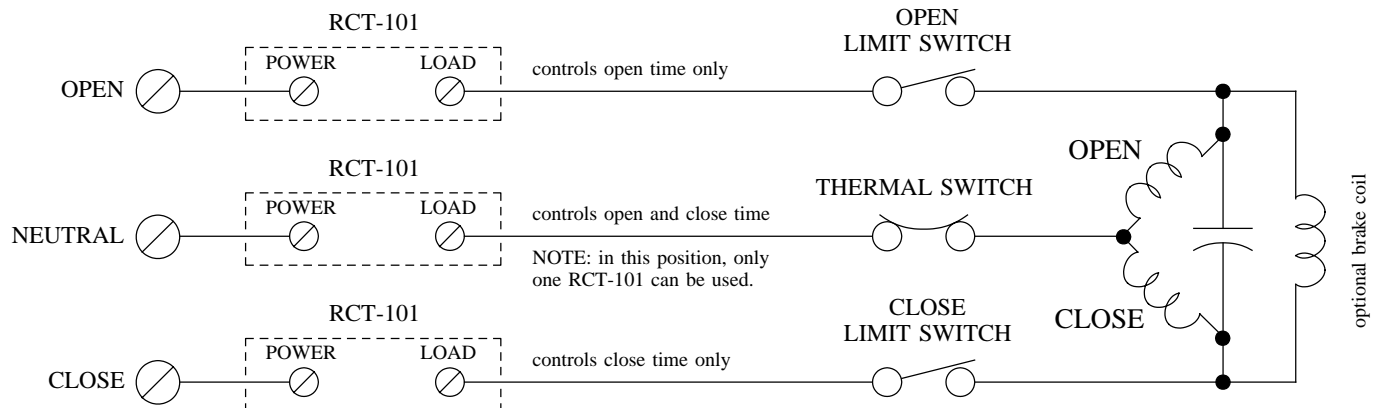 RCT-101
OPEN
LIMIT SWITCH
POWER
LOAD
controls open time only
OPEN
RCT-101
OPEN
THERMAL SWITCH
POWER
LOAD
controls open and close time
NEUTRAL
NOTE: in this position, only
one RCT-101 can be used.
optional brake coil
RCT-101
CLOSE
LIMIT SWITCH
CLOSE
POWER
LOAD
controls close time only
CLOSE